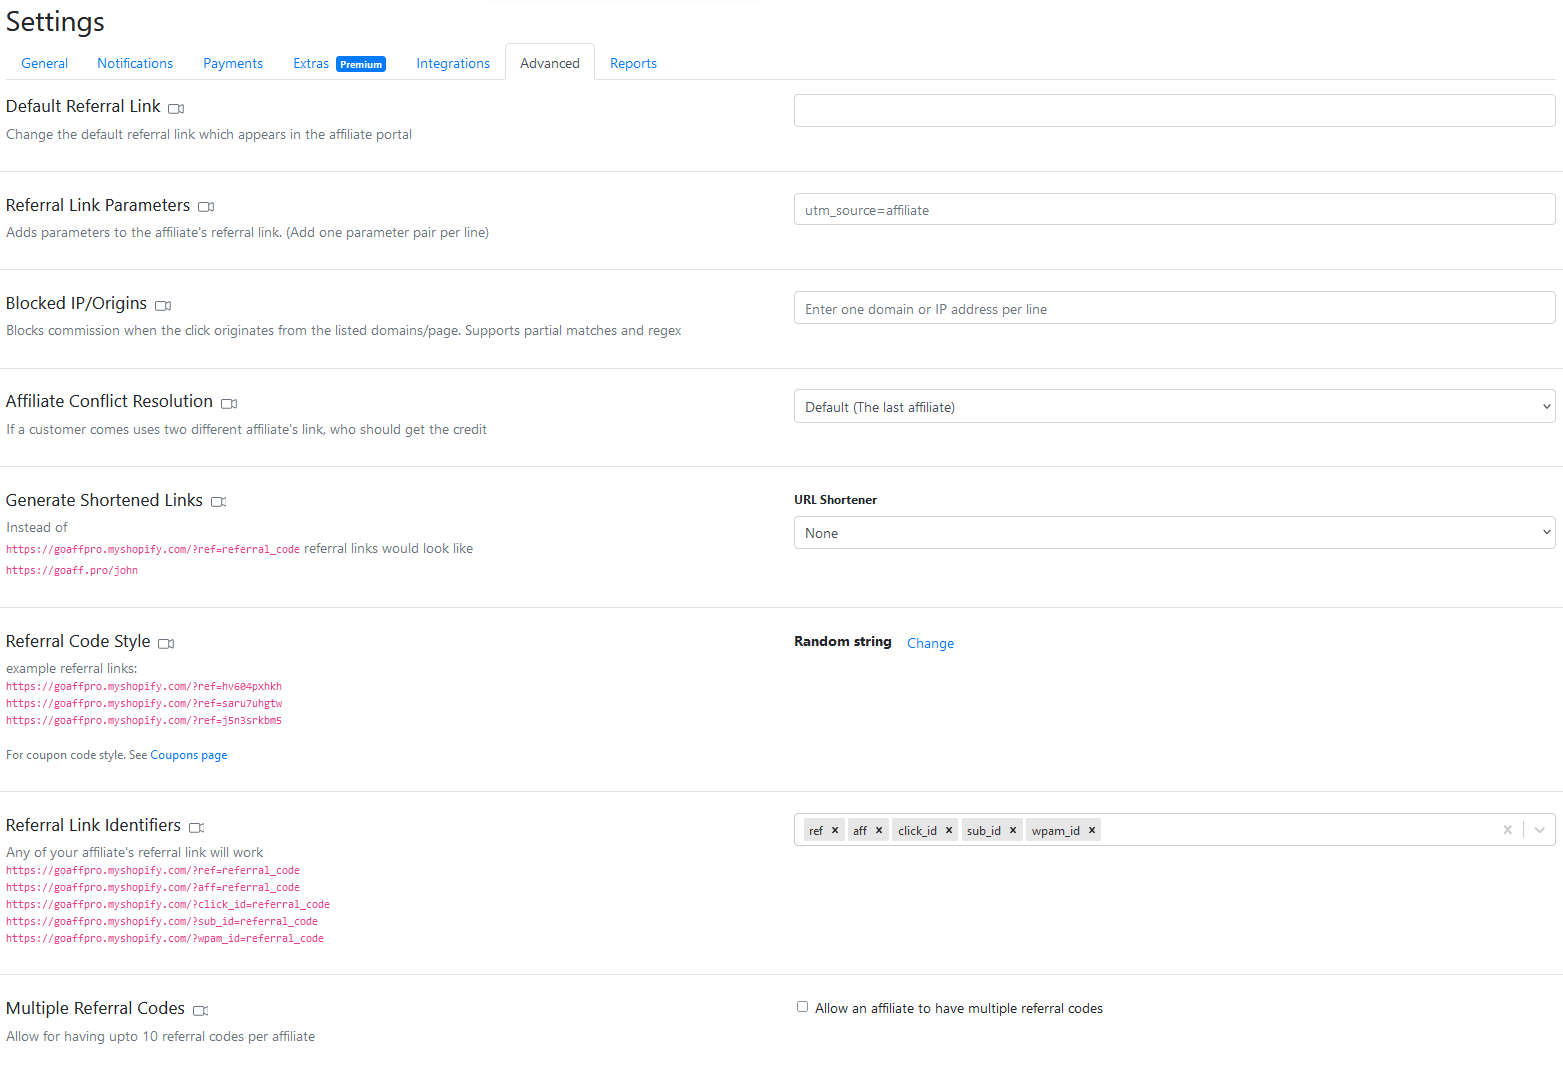 Settings
General Notifications Payments Extras Premium Integrations Advanced Reports
Default Referral Link
Change the default referral link which appears in the affiliate portal
Referral Link Parameters
utm_source=affiliate
Adds parameters to the affiliate's referral link. (Add one parameter pair per line)
Blocked IP/Origins
Enter one domain or IP address per line
Blocks commission when the click originates from the listed domains/page. Supports partial matches and regex
Affiliate Conflict Resolution
Default (The last affiliate)
If a customer comes uses two different affiliate's link, who should get the credit
Generate Shortened Links
URL Shortener
Instead of
None
https://goaffpro.myshopify.com/?ref=referral_code referral links would look like
https://goaff.pro/john
Referral Code Style
Random string Change
example referral links:
https://goaffpro.myshopify.com/?ref=hv604pxhkh
https://goaffpro.myshopify.com/?ref=saru7uhgtw
https://goaffpro.myshopify.com/?ref=j5n3srkbm5
For coupon code style. See Coupons page
Referral Link Identifiers
ref × aff × click_id × sub_id × wpam_id ×
Any of your affiliate's referral link will work
https://goaffpro.myshopify.com/?ref=referral_code
https://goaffpro.myshopify.com/?aff=referral_code
https://goaffpro.myshopify.com/?click_id=referral_code
https://goaffpro.myshopify.com/?sub_id=referral_code
https://goaffpro.myshopify.com/?wpam_id=referral_code
Multiple Referral Codes
Allow an affiliate to have multiple referral codes
Allow for having upto 10 referral codes per affiliate